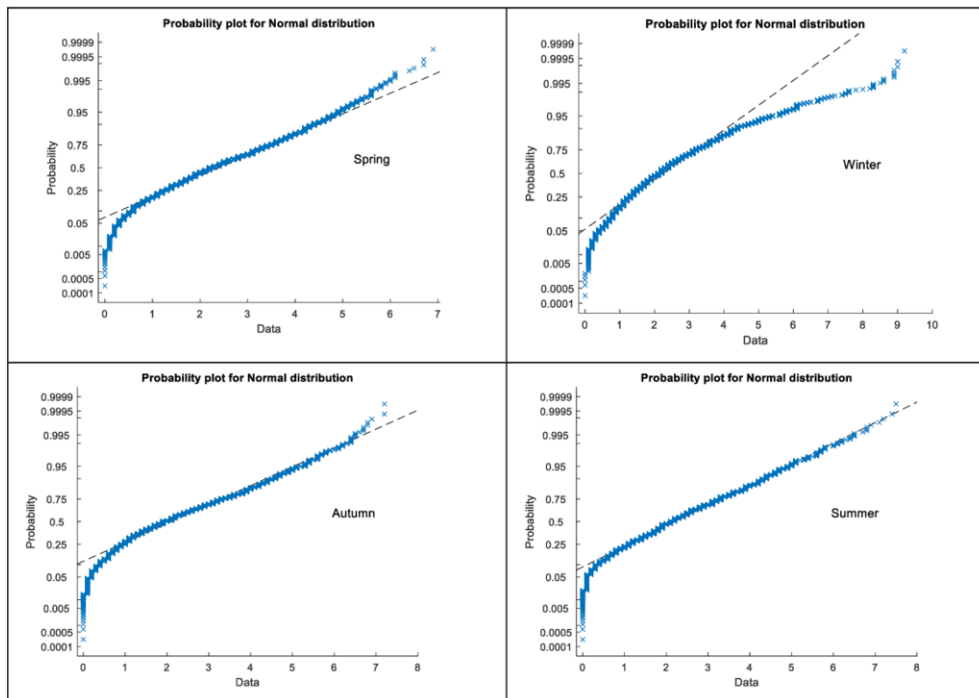 Probability plot for Normal distribution
0.9999
0.9995
0.995
0.95
0.75
0.5
0.25
0.05
0.005
0.0005
0.0001
Probability
Spring
0 1 2 3 4 5 6 7
Data
Probability plot for Normal distribution
0.9999
0.9995
0.995
0.95
0.75
0.5
0.25
0.05
0.005
0.0005
0.0001
Probability
Winter
0 1 2 3 4 5 6 7 8 9 10
Data
Probability plot for Normal distribution
0.9999
0.9995
0.995
0.95
0.75
0.5
0.25
0.05
0.005
0.0005
0.0001
Probability
Autumn
0 1 2 3 4 5 6 7 8
Data
Probability plot for Normal distribution
0.9999
0.9995
0.995
0.95
0.75
0.5
0.25
0.05
0.005
0.0005
0.0001
Probability
Summer
0 1 2 3 4 5 6 7 8
Data